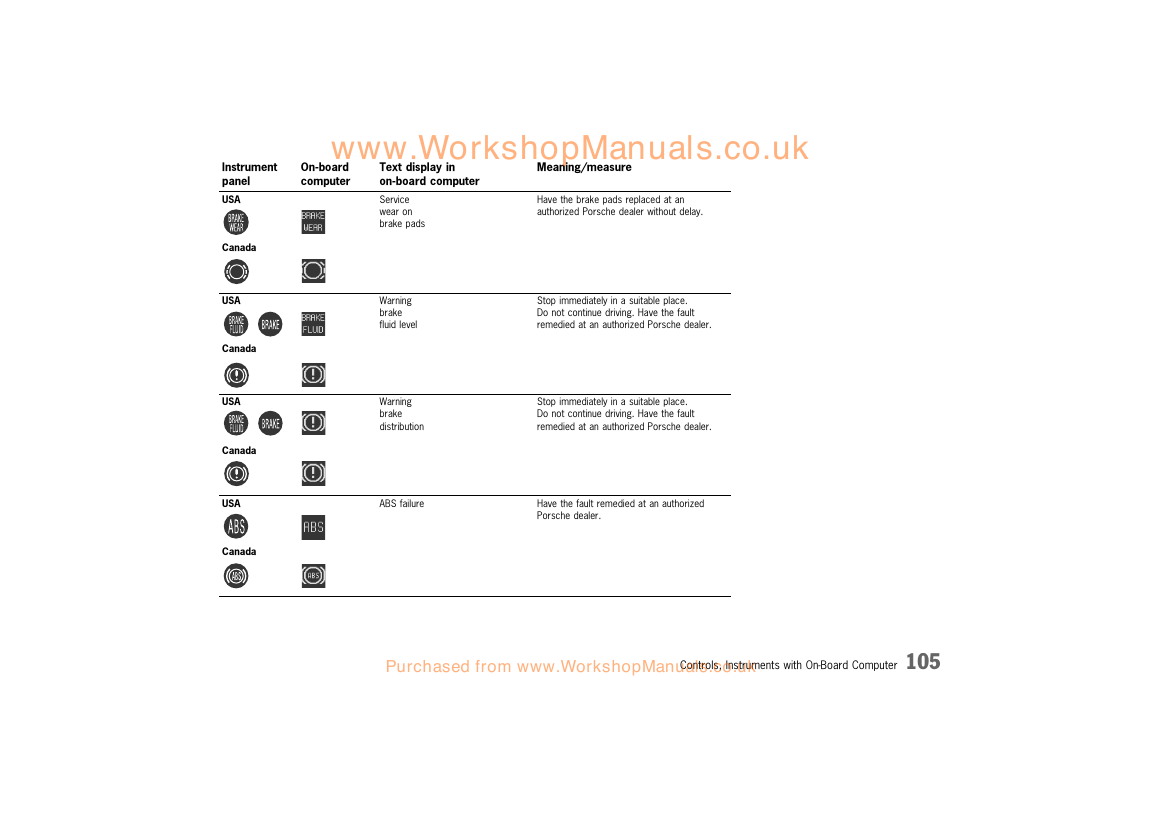 www.WorkshopManuals.co.uk
Instrument panel
On-board computer
Text display in on-board computer
Meaning/measure
USA
BRAKE WEAR
BRAKE WEAR
Service
wear on
brake pads
Have the brake pads replaced at an
authorized Porsche dealer without delay.
Canada
USA
BRAKE FLUID
BRAKE
BRAKE FLUID
Warning
brake
fluid level
Stop immediately in a suitable place.
Do not continue driving. Have the fault
remedied at an authorized Porsche dealer.
Canada
!
!
USA
BRAKE FLUID
BRAKE
!
Warning
brake
distribution
Stop immediately in a suitable place.
Do not continue driving. Have the fault
remedied at an authorized Porsche dealer.
Canada
!
!
USA
ABS
ABS
ABS failure
Have the fault remedied at an authorized
Porsche dealer.
Canada
ABS
ABS
Purchased from www.WorkshopManuals.co.uk
Controls, Instruments with On-Board Computer 105